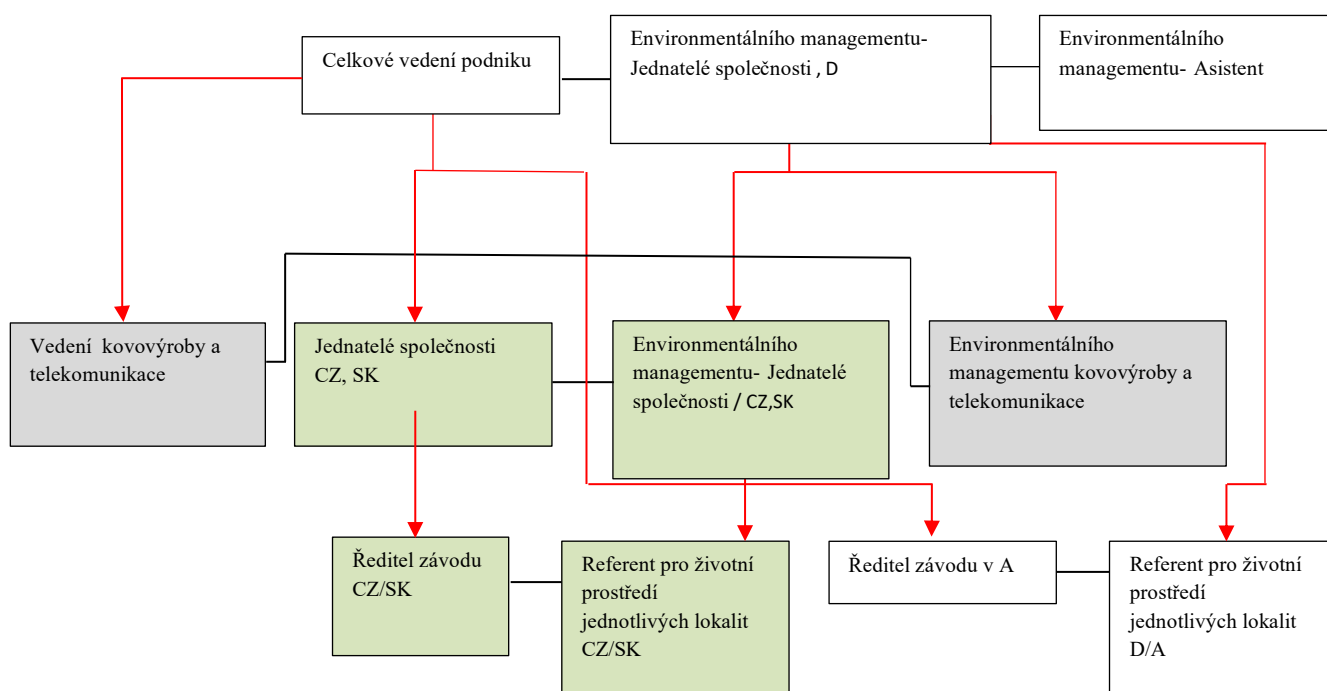 Celkové vedení podniku
Environmentálního managementu-
Jednatelé společnosti , D
Environmentálního
managementu- Asistent
Vedení kovovýroby a
telekomunikace
Jednatelé společnosti
CZ, SK
Environmentálního
managementu- Jednatelé
společnosti / CZ,SK
Environmentálního
managementu kovovýroby a
telekomunikace
Ředitel závodu
CZ/SK
Referent pro životní
prostředí
jednotlivých lokalit
CZ/SK
Ředitel závodu v A
Referent pro životní
prostředí
jednotlivých lokalit
D/A